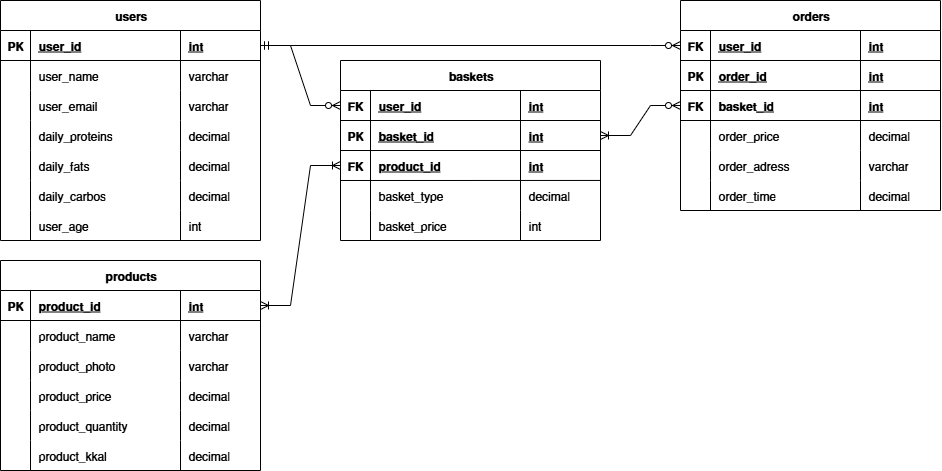 users
PK user_id int
user_name varchar
user_email varchar
daily_proteins decimal
daily_fats decimal
daily_carbos decimal
user_age int
products
PK product_id int
product_name varchar
product_photo varchar
product_price decimal
product_quantity decimal
product_kkal decimal
baskets
FK user_id int
PK basket_id int
FK product_id int
basket_type decimal
basket_price int
orders
FK user_id int
PK order_id int
FK basket_id int
order_price decimal
order_adress varchar
order_time decimal